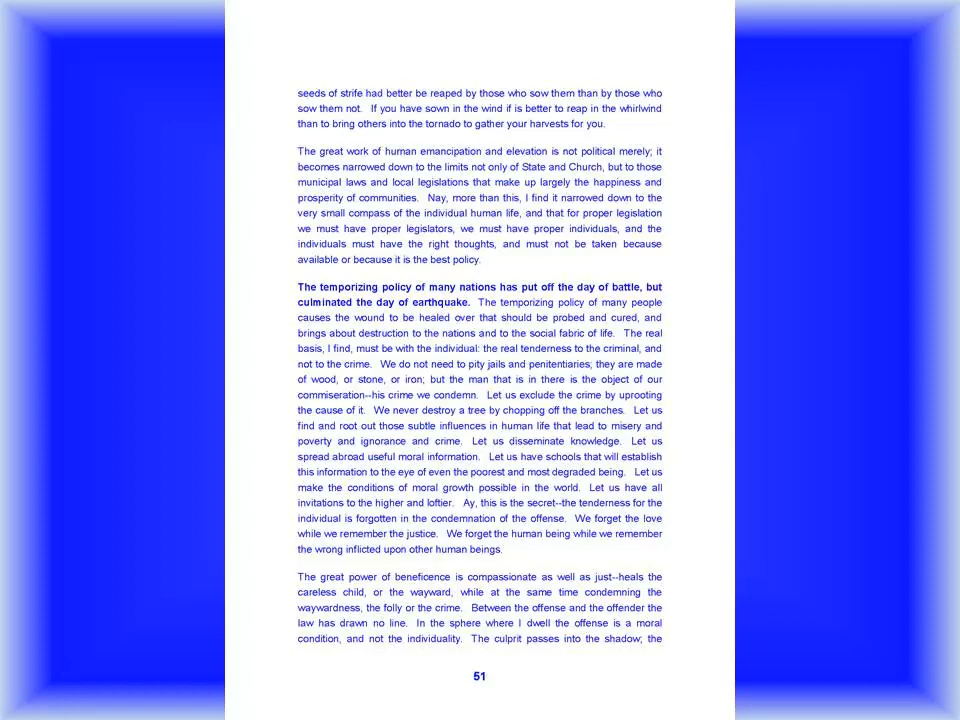 seeds of strife had better be reaped by those who sow them than by those who
sow them not. If you have sown in the wind if is better to reap in the whirlwind
than to bring others into the tornado to gather your harvests for you.
The great work of human emancipation and elevation is not political merely; it
becomes narrowed down to the limits not only of State and Church, but to those
municipal laws and local legislations that make up largely the happiness and
prosperity of communities. Nay, more than this, I find it narrowed down to the
very small compass of the individual human life, and that for proper legislation
we must have proper legislators, we must have proper individuals, and the
individuals must have the right thoughts, and must not be taken because
available or because it is the best policy.
The temporizing policy of many nations has put off the day of battle, but
culminated the day of earthquake. The temporizing policy of many people
causes the wound to be healed over that should be probed and cured, and
brings about destruction to the nations and to the social fabric of life. The real
basis, I find, must be with the individual: the real tenderness to the criminal, and
not to the crime. We do not need to pity jails and penitentiaries; they are made
of wood, or stone, or iron; but the man that is in there is the object of our
commiseration--his crime we condemn. Let us exclude the crime by uprooting
the cause of it. We never destroy a tree by chopping off the branches. Let us
find and root out those subtle influences in human life that lead to misery and
poverty and ignorance and crime. Let us disseminate knowledge. Let us
spread abroad useful moral information. Let us have schools that will establish
this information to the eye of even the poorest and most degraded being. Let us
make the conditions of moral growth possible in the world. Let us have all
invitations to the higher and loftier. Ay, this is the secret--the tenderness for the
individual is forgotten in the condemnation of the offense. We forget the love
while we remember the justice. We forget the human being while we remember
the wrong inflicted upon other human beings.
The great power of beneficence is compassionate as well as just--heals the
careless child, or the wayward, while at the same time condemning the
waywardness, the folly or the crime. Between the offense and the offender the
law has drawn no line. In the sphere where I dwell the offense is a moral
condition, and not the individuality. The culprit passes into the shadow; the
51